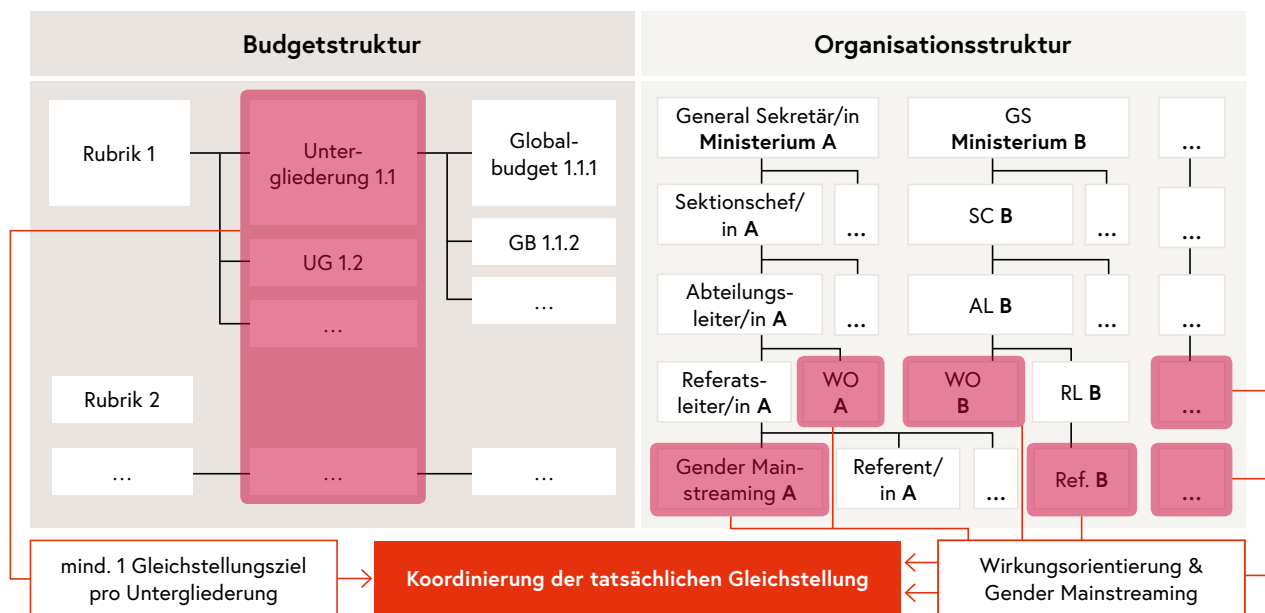 Budgetstruktur
Rubrik 1
Unter-
gliederung 1.1
Global-
budget 1.1.1
UG 1.2
GB 1.1.2
…
…
Rubrik 2
…
…
…
Organisationsstruktur
General Sekretär/in
Ministerium A
GS
Ministerium B
…
Sektionschef/
in A
…
SC B
…
…
Abteilungs-
leiter/in A
…
AL B
…
…
Referats-
leiter/in A
WO
A
WO
B
RL B
…
Gender Main-
streaming A
Referent/
in A
…
Ref. B
…
mind. 1 Gleichstellungsziel
pro Untergliederung
Koordinierung der tatsächlichen Gleichstellung
Wirkungsorientierung &
Gender Mainstreaming